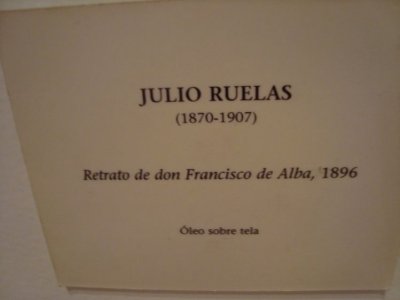 JULIO RUELAS
(1870-1907)
Retrato de don Francisco de Alba, 1896
Óleo sobre tela